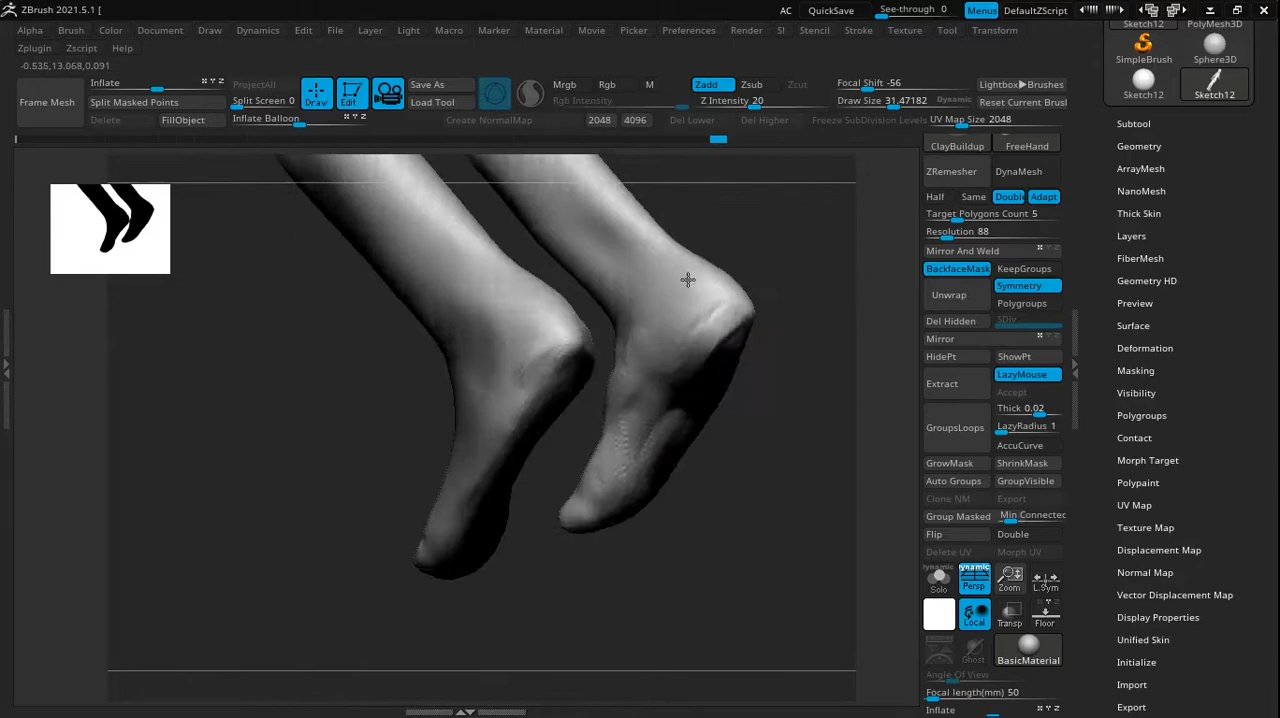 ZBrush 2021.5.1 [
AC QuickSave See-through 0 Menus DefaultZScript
Alpha Brush Color Document Draw Dynamics Edit File Layer Light Macro Marker Material Movie Picker Preferences Render S! Stencil Stroke Texture Tool Transform
Zplugin Zscript Help
-0.535,13.068,0.091
Frame Mesh
Inflate
Split Masked Points
Delete FillObject
ProjectAll
Split Screen 0
Inflate Balloon
Draw
Edit
Save As
Load Tool
Create NormalMap
Mrgb Rgb M
Rgb Intensity
2048 4096
Zadd Zsub Zcut
Z Intensity 20
Del Lower Del Higher
Focal Shift -56
Draw Size 31.47182 Dynamic
Freeze SubDivision Levels
Lightbox▶Brushes
Reset Current Brus
UV Map Size 2048
ClayBuildup FreeHand
ZRemesher DynaMesh
Half Same Double Adapt
Target Polygons Count 5
Resolution 88
Mirror And Weld
BackfaceMask KeepGroups
Unwrap
Symmetry
Polygroups
Del Hidden SDiv
Mirror
HidePt ShowPt
Extract
LazyMouse
Accept
Thick 0.02
GroupsLoops
LazyRadius 1
AccuCurve
GrowMask ShrinkMask
Auto Groups GroupVisible
Clone NM Export
Group Masked Min Connected
Flip Double
Delete UV Morph UV
Dynamic
Solo
Dynamic
Persp
Zoom
L.Sym
Local
Transp
Floor
Ghost
BasicMaterial
Angle Of View
Focal length(mm) 50
Inflate
Sketch12 PolyMesh3D
SimpleBrush Sphere3D
Sketch12 Sketch12
Subtool
Geometry
ArrayMesh
NanoMesh
Thick Skin
Layers
FiberMesh
Geometry HD
Preview
Surface
Deformation
Masking
Visibility
Polygroups
Contact
Morph Target
Polypaint
UV Map
Texture Map
Displacement Map
Normal Map
Vector Displacement Map
Display Properties
Unified Skin
Initialize
Import
Export